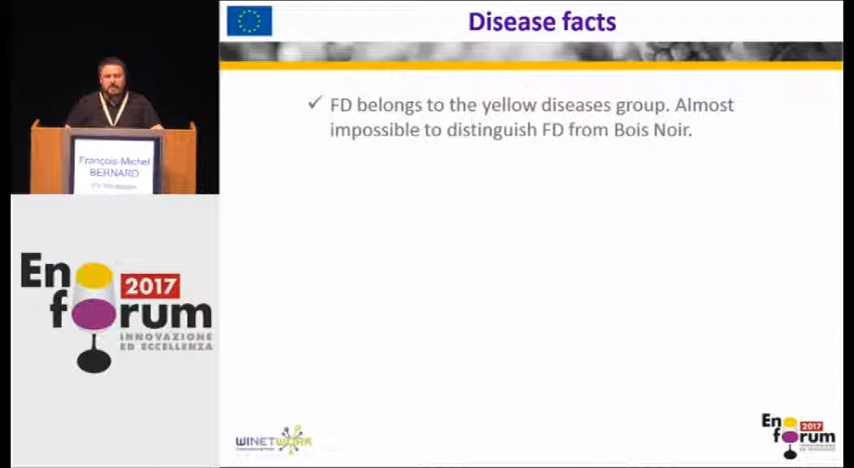 Disease facts
✓ FD belongs to the yellow diseases group. Almost
impossible to distinguish FD from Bois Noir.
François-Michel
BERNARD
En
2017
forum
INNOVAZIONE
ED ECCELLENZA
WINETWORK
En
2017
forum